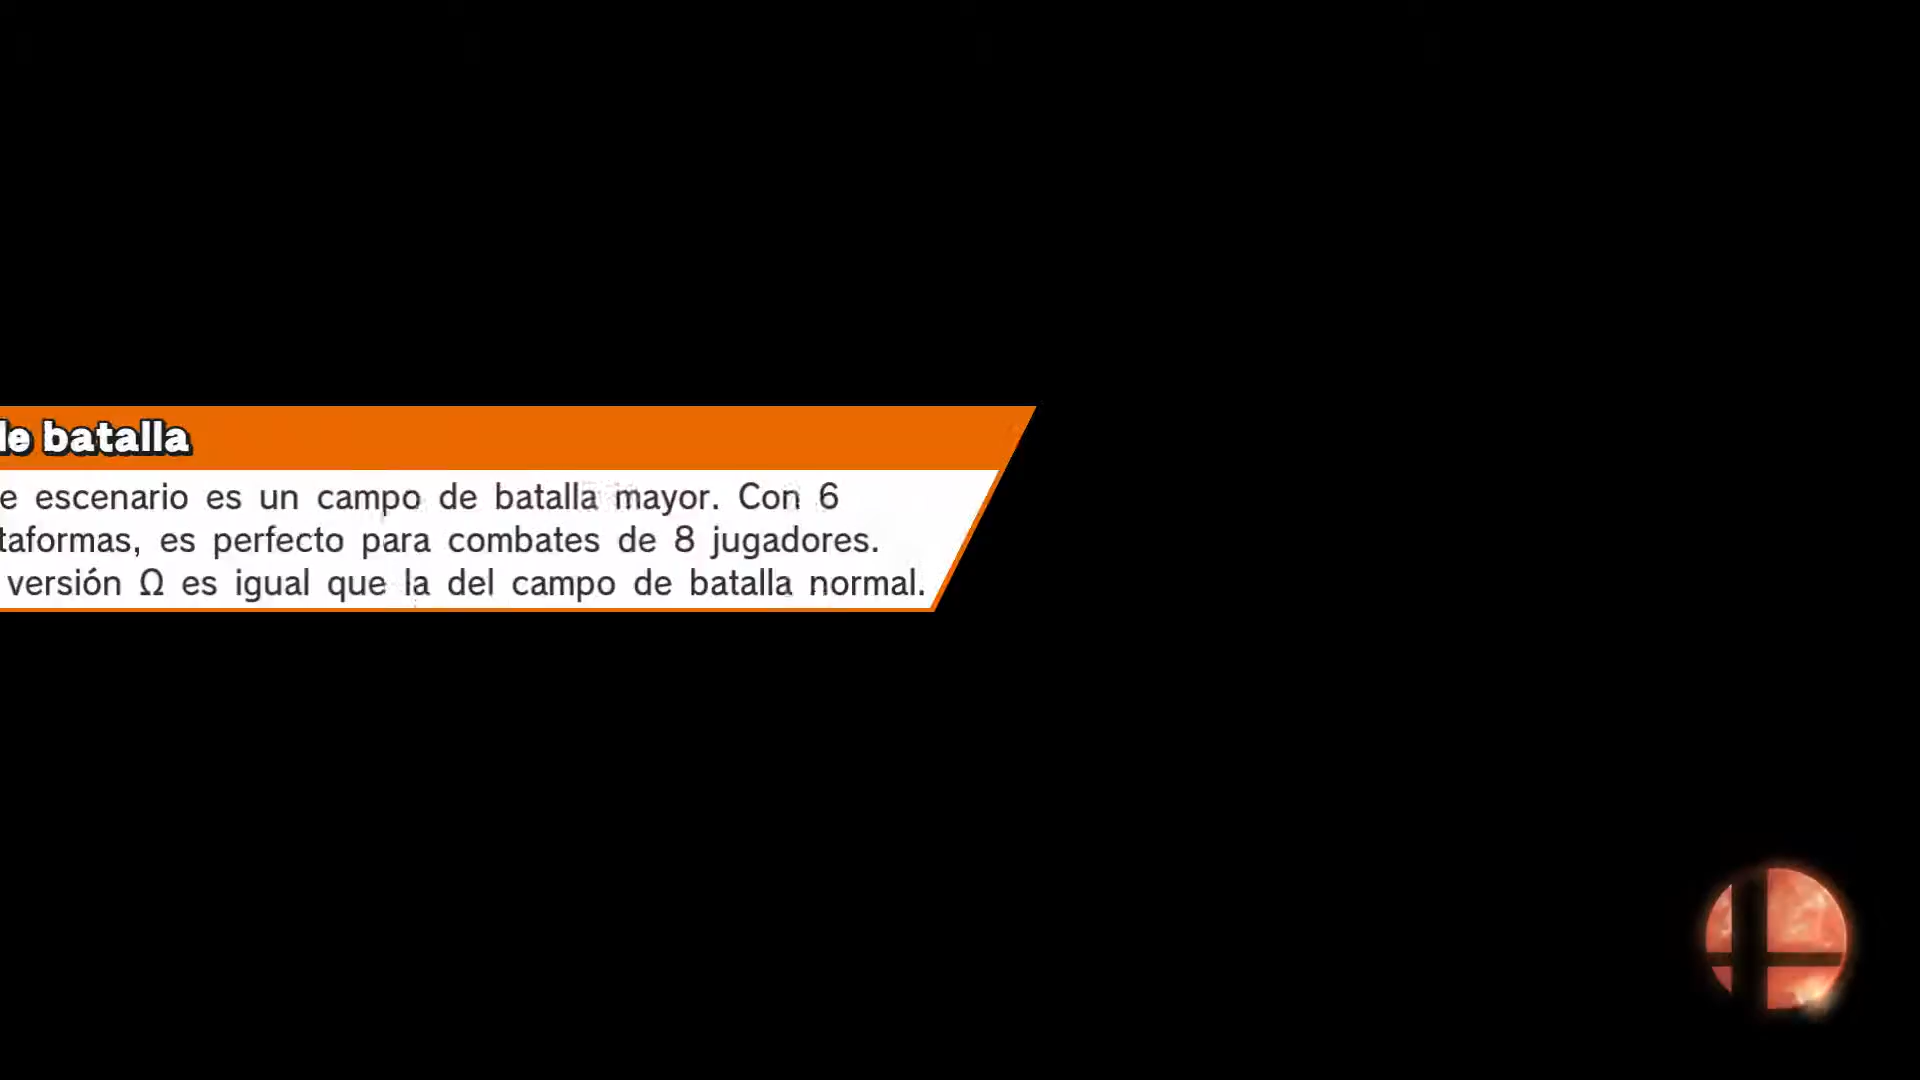 de batalla
e escenario es un campo de batalla mayor. Con 6
taformas, es perfecto para combates de 8 jugadores.
versión Ω es igual que la del campo de batalla normal.